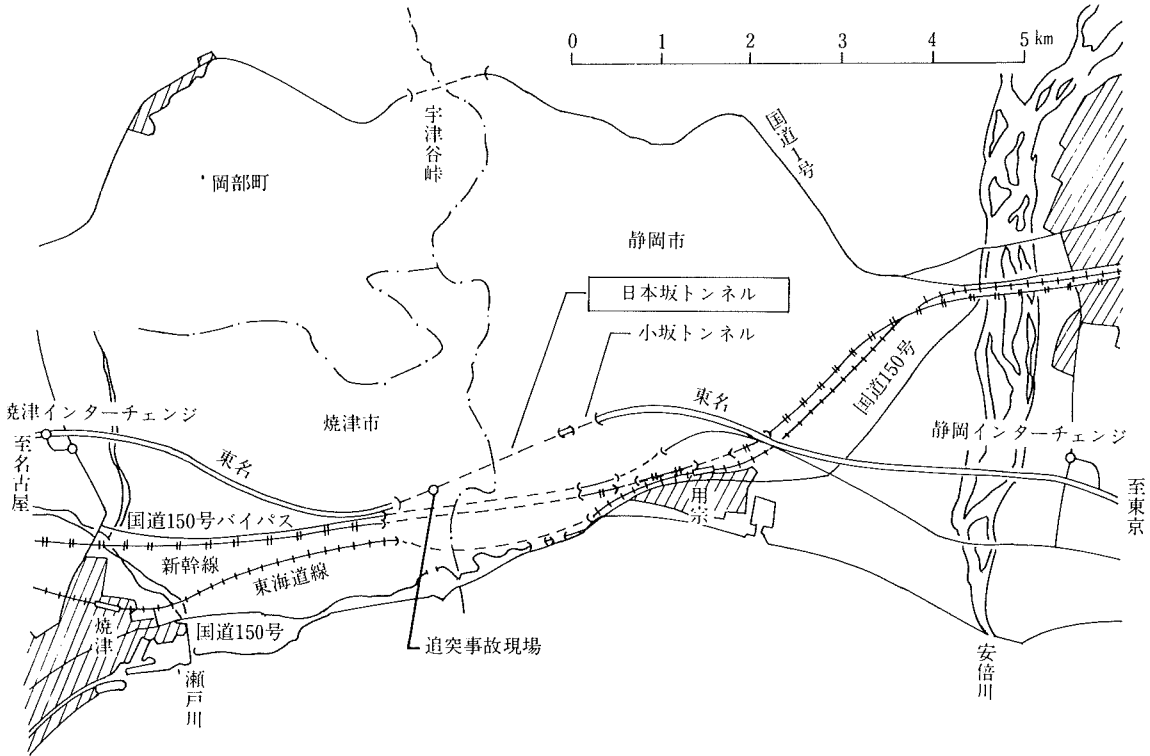 0 1 2 3 4 5 km
国道1号
宇津谷峠
岡部町
静岡市
日本坂トンネル
小坂トンネル
国道150号
焼津インターチェンジ
焼津市
東名
静岡インターチェンジ
至名古屋
東名
用宗
至東京
国道150号バイパス
新幹線
東海道線
焼津
国道150号
追突事故現場
瀬戸川
安倍川